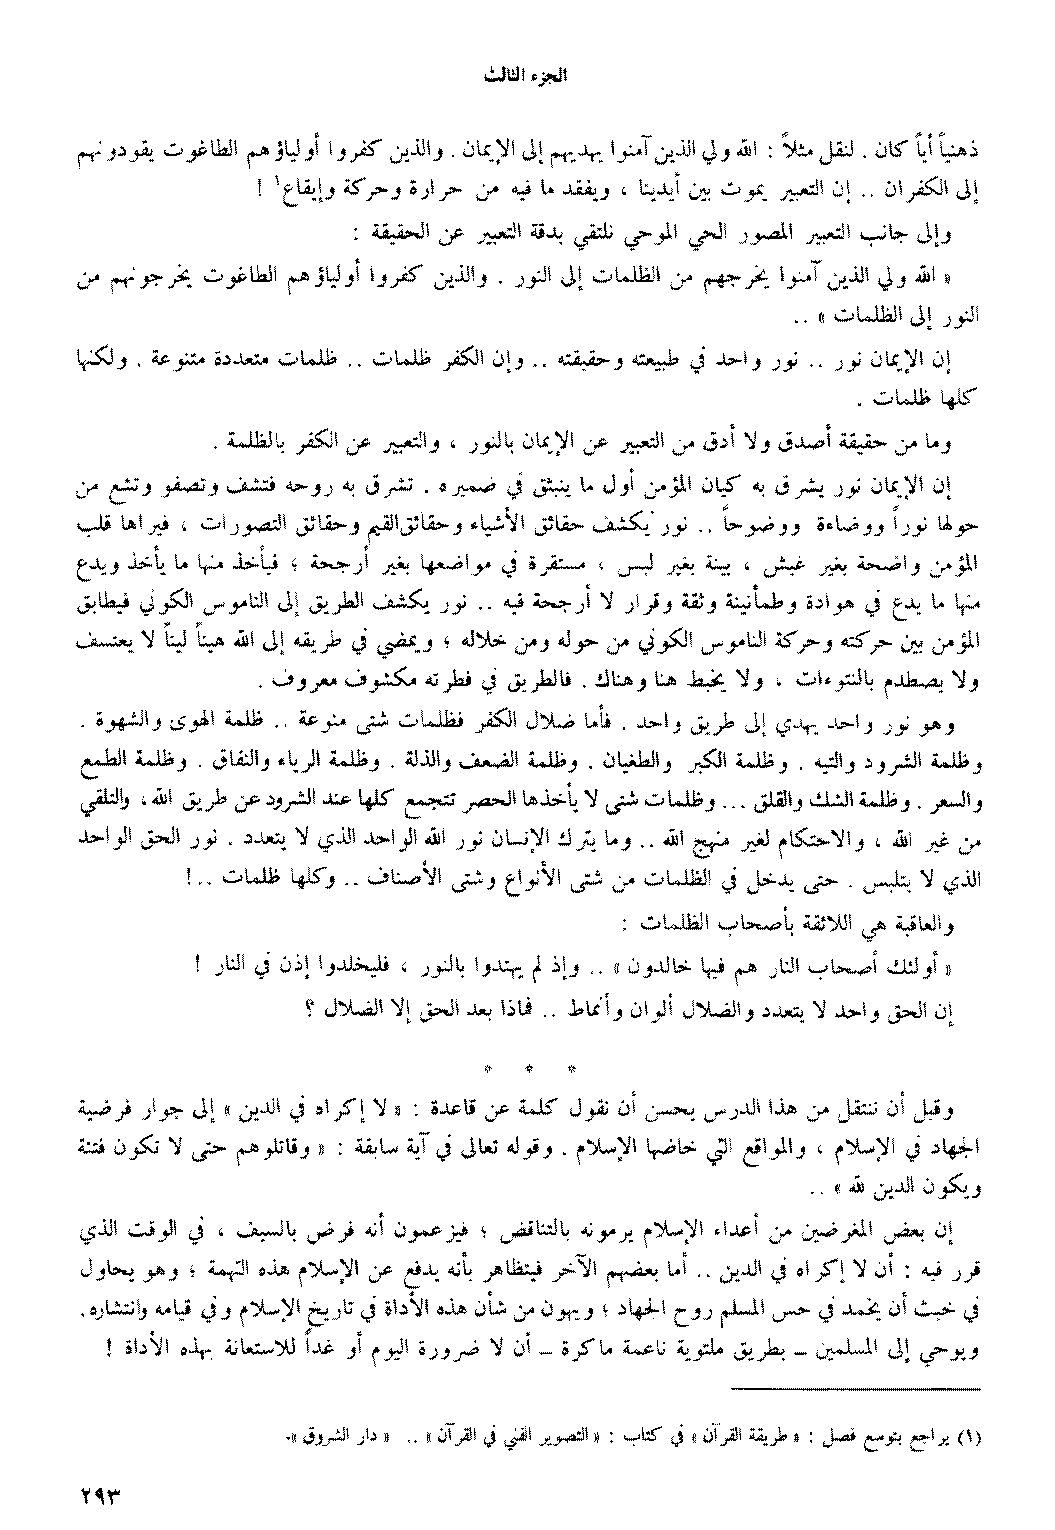 الجزء الثالث
ذهنياً أياً كان . لنقل مثلاً : الله ولي الذين آمنوا يهديهم إلى الإيمان . والذين كفروا أولياؤهم الطاغوت يقودونهم
إلى الكفران .. إن التعبير يموت بين أيدينا ، ويفقد ما فيه من حرارة وحركة وإيقاع١ !
وإلى جانب التعبير المصور الحي الموحي نلتقي بدقة التعبير عن الحقيقة :
« الله ولي الذين آمنوا يخرجهم من الظلمات إلى النور . والذين كفروا أولياؤهم الطاغوت يخرجونهم من
النور إلى الظلمات » ..
إن الإيمان نور .. نور واحد في طبيعته وحقيقته .. وإن الكفر ظلمات .. ظلمات متعددة متنوعة . ولكنها
كلها ظلمات .
وما من حقيقة أصدق ولا أدق من التعبير عن الإيمان بالنور ، والتعبير عن الكفر بالظلمة .
إن الإيمان نور يشرق به كيان المؤمن أول ما ينبثق في ضميره . تشرق به روحه فتشف وتصفو وتشع من
حولها نوراً ووضاءة ووضوحاً .. نور يكشف حقائق الأشياء وحقائق القيم وحقائق التصورات ، فيراها قلب
المؤمن واضحة بغير غبش ، بينة بغير لبس ، مستقرة في مواضعها بغير أرجحة ؛ فيأخذ منها ما يأخذ ويدع
منها ما يدع في هوادة وطمأنينة وثقة وقرار لا أرجحة فيه .. نور يكشف الطريق إلى الناموس الكوني فيطابق
المؤمن بين حركته وحركة الناموس الكوني من حوله ومن خلاله ؛ ويمضي في طريقه إلى الله هيناً ليناً لا يعتسف
ولا يصطدم بالنتوءات ، ولا يخبط هنا وهناك . فالطريق في فطرته مكشوف معروف .
وهو نور واحد يهدي إلى طريق واحد . فأما ضلال الكفر فظلمات شتى منوعة .. ظلمة الهوى والشهوة .
وظلمة الشرود والتيه . وظلمة الكبر والطغيان . وظلمة الضعف والذلة . وظلمة الرياء والنفاق . وظلمة الطمع
والسعر . وظلمة الشك والقلق ... وظلمات شتى لا يأخذها الحصر تتجمع كلها عند الشرود عن طريق الله، والتلقي
من غير الله ، والاحتكام لغير منهج الله .. وما يترك الإنسان نور الله الواحد الذي لا يتعدد . نور الحق الواحد
الذي لا يتلبس . حتى يدخل في الظلمات من شتى الأنواع وشتى الأصناف .. وكلها ظلمات ..!
والعاقبة هي اللائقة بأصحاب الظلمات :
« أولئك أصحاب النار هم فيها خالدون » .. وإذ لم يهتدوا بالنور ، فليخلدوا إذن في النار !
إن الحق واحد لا يتعدد والضلال ألوان وأنماط .. فماذا بعد الحق إلا الضلال ؟
* * *
وقبل أن ننتقل من هذا الدرس يحسن أن نقول كلمة عن قاعدة : « لا إكراه في الدين » إلى جوار فرضية
الجهاد في الإسلام ، والمواقع التي خاضها الإسلام . وقوله تعالى في آية سابقة : « وقاتلوهم حتى لا تكون فتنة
ويكون الدين لله » ..
إن بعض المغرضين من أعداء الإسلام يرمونه بالتناقض ؛ فيزعمون أنه فرض بالسيف ، في الوقت الذي
قرر فيه : أن لا إكراه في الدين .. أما بعضهم الآخر فيتظاهر بأنه يدفع عن الإسلام هذه التهمة ؛ وهو يحاول
في خبث أن يخمد في حس المسلم روح الجهاد ؛ ويهون من شأن هذه الأداة في تاريخ الإسلام وفي قيامه وانتشاره.
ويوحي إلى المسلمين – بطريق ملتوية ناعمة ماكرة – أن لا ضرورة اليوم أو غداً للاستعانة بهذه الأداة !
(١) يراجع بتوسع فصل : « طريقة القرآن » في كتاب : « التصوير الفني في القرآن » .. « دار الشروق ».
٢٩٣